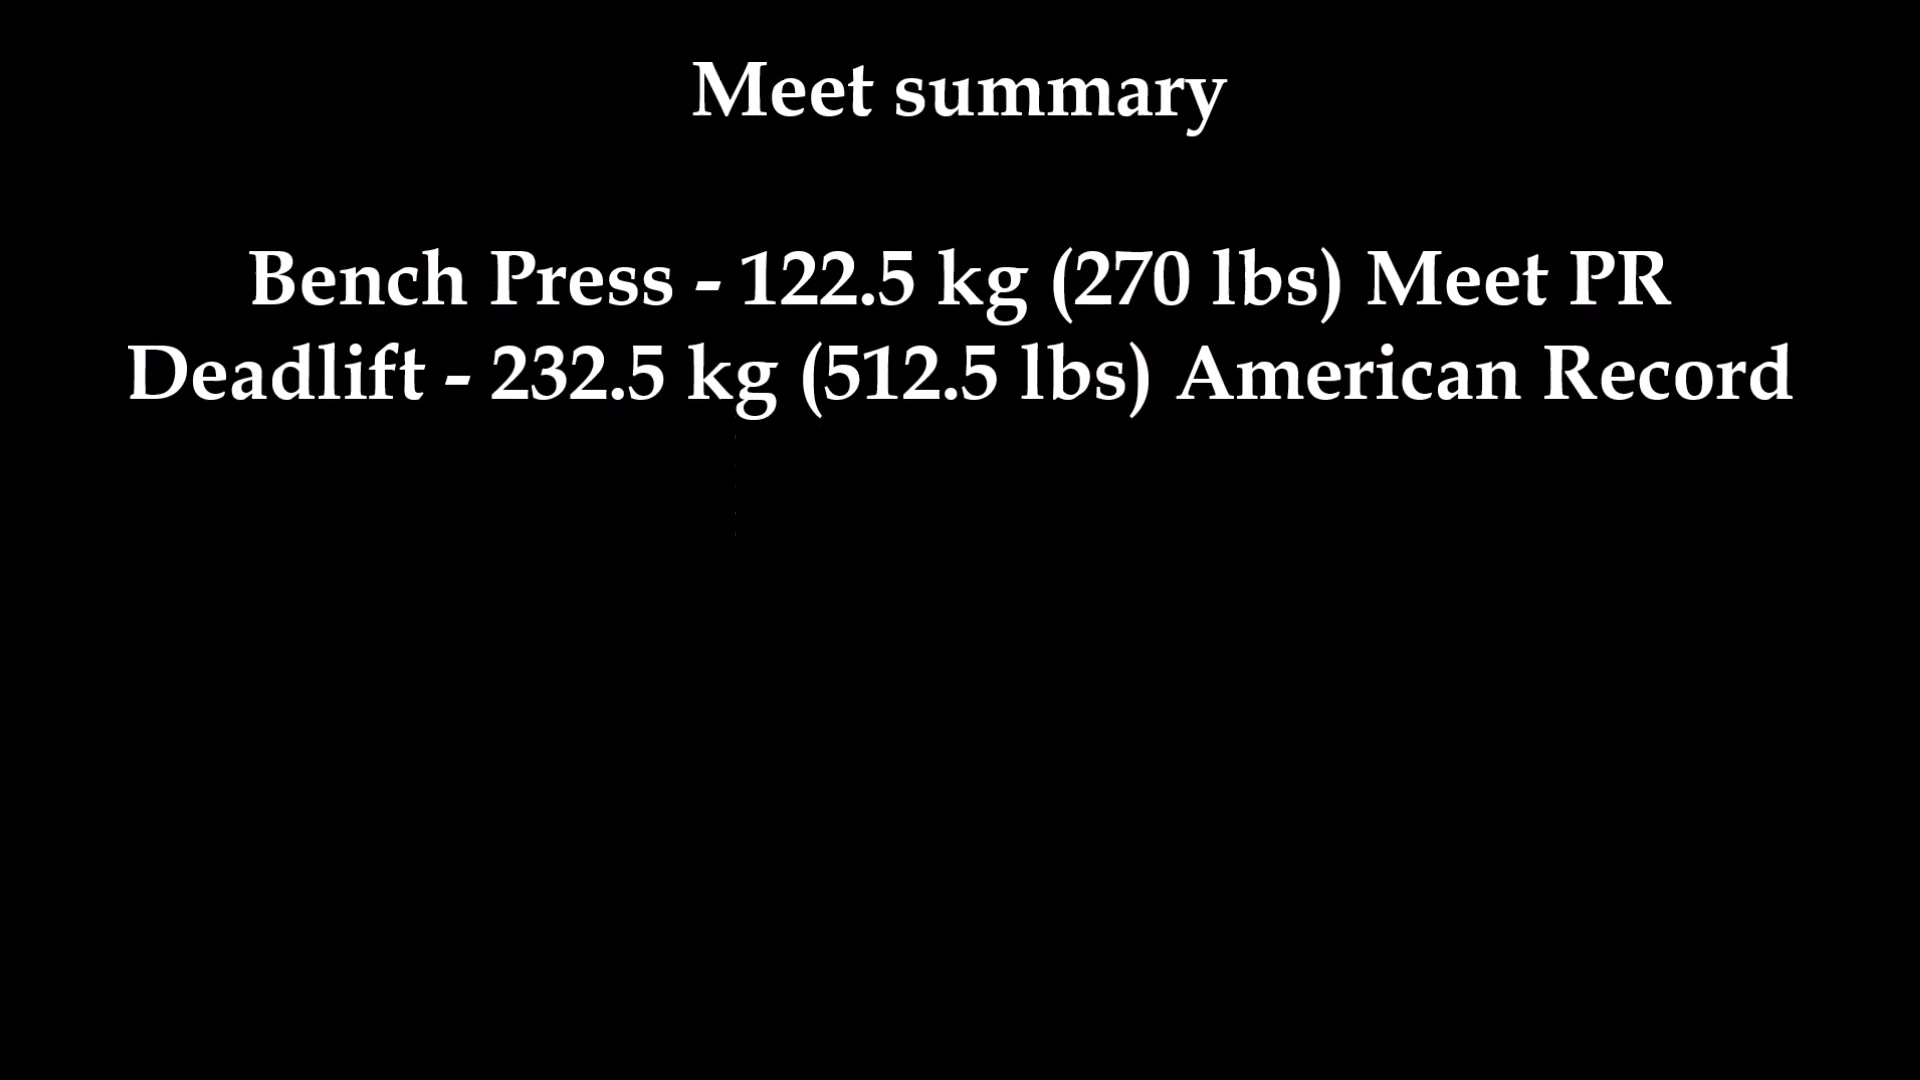 Meet summary
Bench Press - 122.5 kg (270 lbs) Meet PR
Deadlift - 232.5 kg (512.5 lbs) American Record